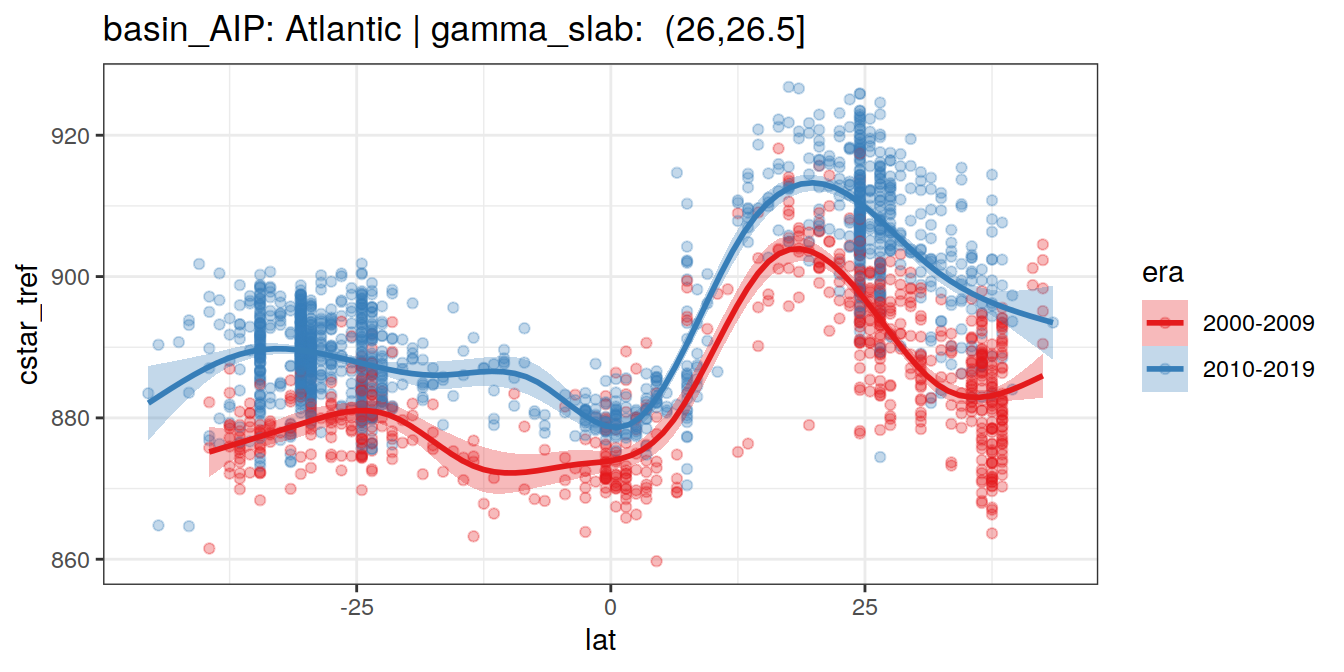 basin_AIP: Atlantic | gamma_slab:  (26,26.5]
cstar_tref
920
900
880
860
-25
0
25
lat
era
2000-2009
2010-2019